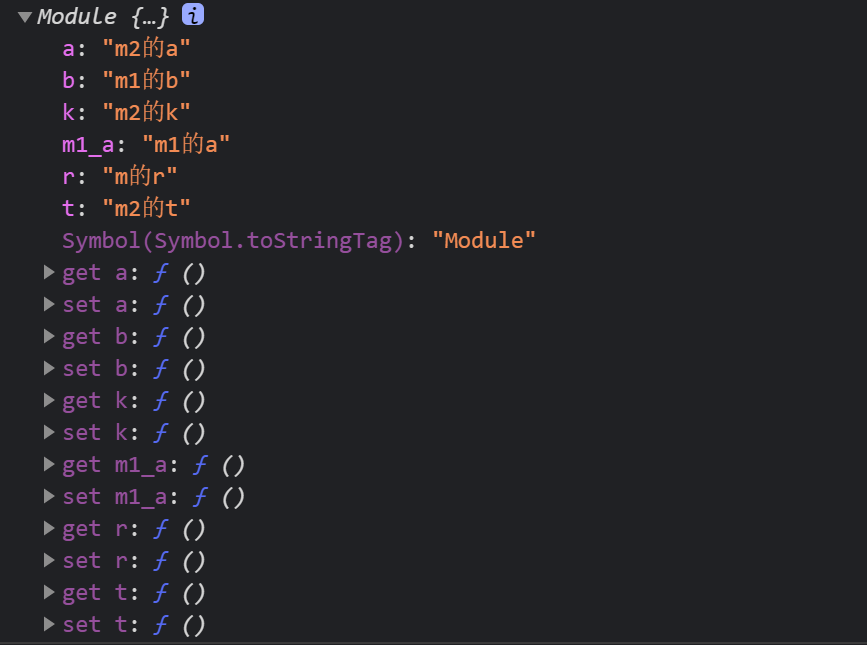 ▼Module {…} i
a: "m2的a"
b: "m1的b"
k: "m2的k"
m1_a: "m1的a"
r: "m的r"
t: "m2的t"
Symbol(Symbol.toStringTag): "Module"
▶get a: ƒ ()
▶set a: ƒ ()
▶get b: ƒ ()
▶set b: ƒ ()
▶get k: ƒ ()
▶set k: ƒ ()
▶get m1_a: ƒ ()
▶set m1_a: ƒ ()
▶get r: ƒ ()
▶set r: ƒ ()
▶get t: ƒ ()
▶set t: ƒ ()